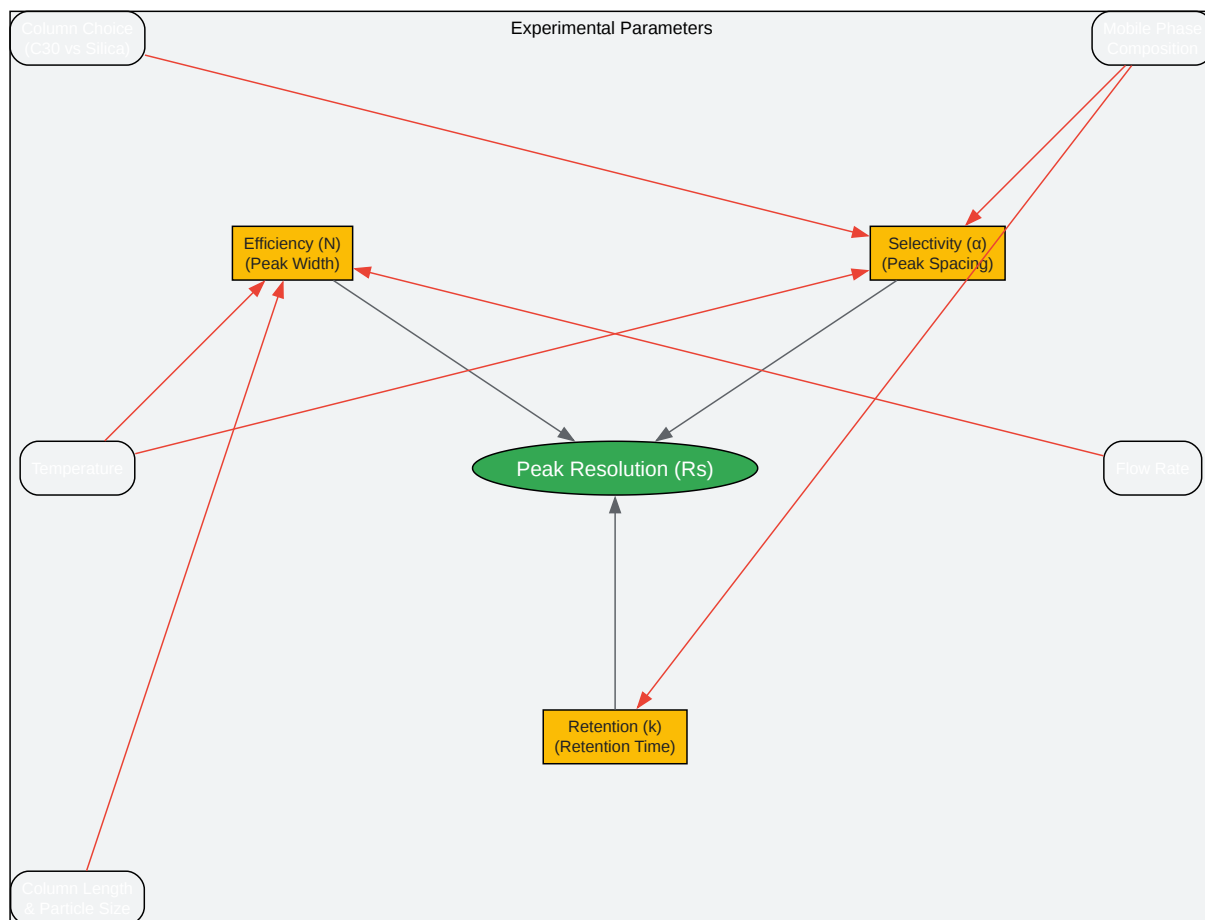 Experimental Parameters
Column Choice
(C30 vs Silica)
Mobile Phase
Composition
Efficiency (N)
(Peak Width)
Selectivity (α)
(Peak Spacing)
Temperature
Peak Resolution (Rs)
Flow Rate
Retention (k)
(Retention Time)
Column Length
& Particle Size